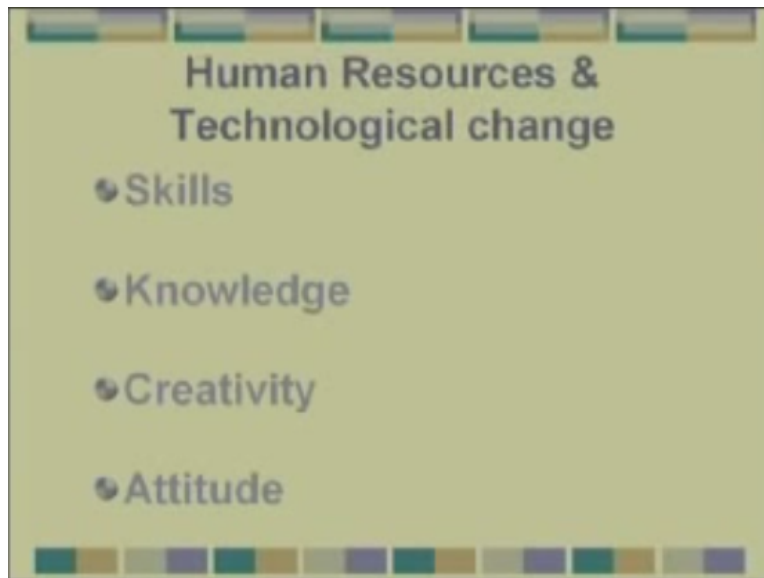 Human Resources &
Technological change
Skills
Knowledge
Creativity
Attitude